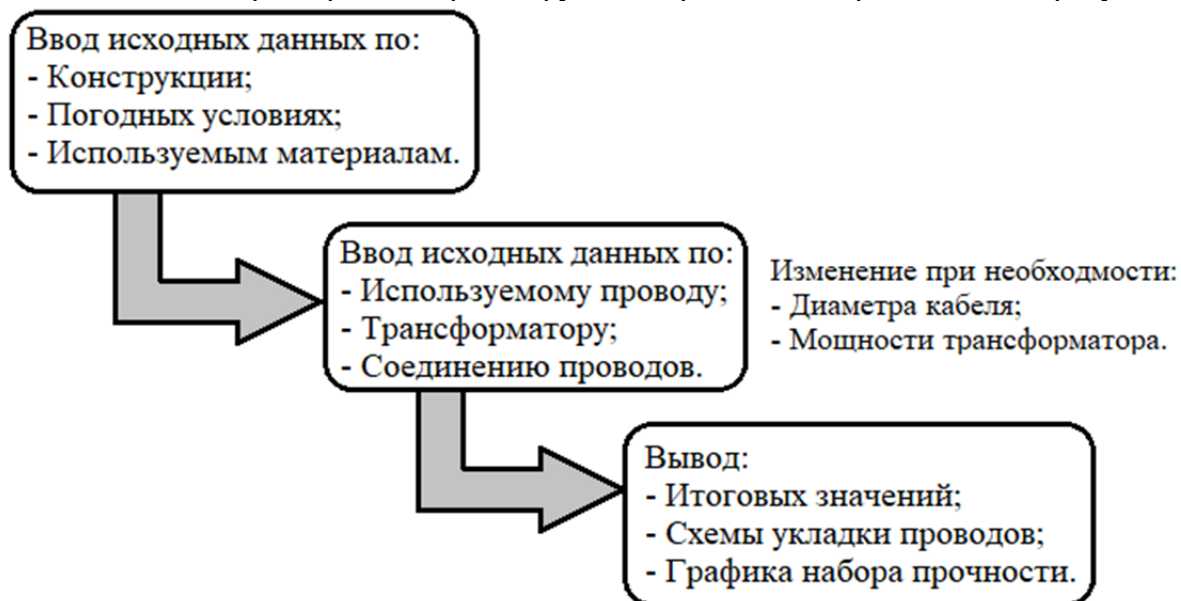 Ввод исходных данных по:
- Конструкции;
- Погодных условиях;
- Используемым материалам.
Ввод исходных данных по:
- Используемому проводу;
- Трансформатору;
- Соединению проводов.
Изменение при необходмости:
- Диаметра кабеля;
- Мощности трансформатора.
Вывод:
- Итоговых значений;
- Схемы укладки проводов;
- Графика набора прочности.